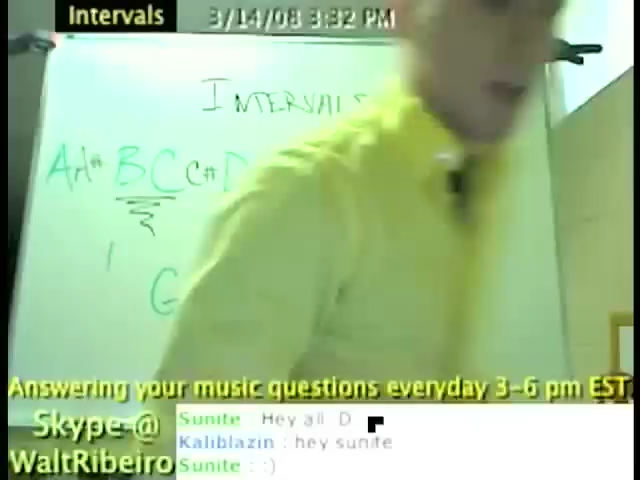 Intervals 3/14/08 3:32 PM
INTERVALS
A A# B C C# D
1
G
Answering your music questions everyday 3-6 pm EST
Skype @
WaltRibeiro
Sunite : Hey all :D
Kaliblazin : hey sunite
Sunite : :)